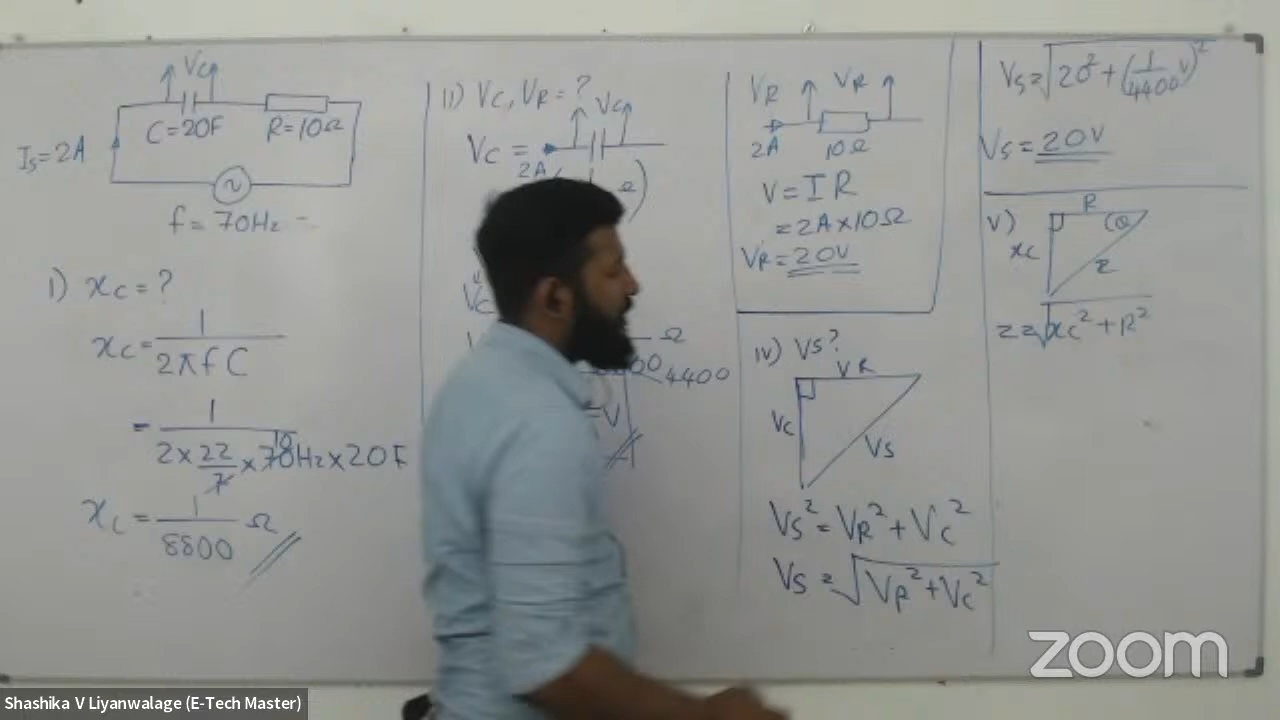 Vc
C=20F
R=10Ω
Is=2A
f=70Hz
I) xc=?
xc= 1/2πfC
= 1/2×22/7×70Hz×20F
10
xc= 1/8800 Ω
II) Vc, VR=?
Vc
Vc =
2A
Ω)
Vc
Ω
4400
V
VR
VR
2A
10Ω
V=IR
=2A×10Ω
VR=20V
IV) Vs?
VR
Vc
Vs
Vs²=VR²+Vc²
Vs=√VR²+Vc²
Vs=√20²+(1/4400 V)²
Vs=20V
V)
R
xc
θ
z
z=√xc²+R²
zoom
Shashika V Liyanwalage (E-Tech Master)